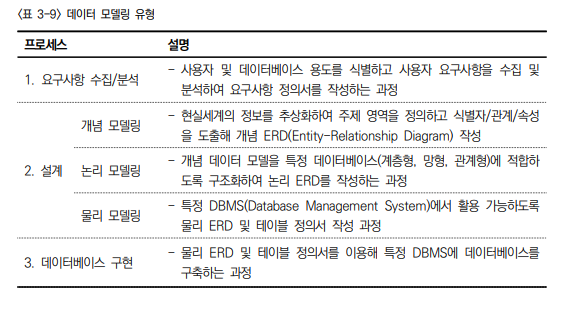 <표 3-9> 데이터 모델링 유형
프로세스 설명
1. 요구사항 수집/분석 - 사용자 및 데이터베이스 용도를 식별하고 사용자 요구사항을 수집 및
분석하여 요구사항 정의서를 작성하는 과정
개념 모델링 - 현실세계의 정보를 추상화하여 주제 영역을 정의하고 식별자/관계/속성
을 도출해 개념 ERD(Entity-Relationship Diagram) 작성
2. 설계 논리 모델링 - 개념 데이터 모델을 특정 데이터베이스(계층형, 망형, 관계형)에 적합하
도록 구조화하여 논리 ERD를 작성하는 과정
물리 모델링 - 특정 DBMS(Database Management System)에서 활용 가능하도록
물리 ERD 및 테이블 정의서 작성 과정
3. 데이터베이스 구현 - 물리 ERD 및 테이블 정의서를 이용해 특정 DBMS에 데이터베이스를
구축하는 과정